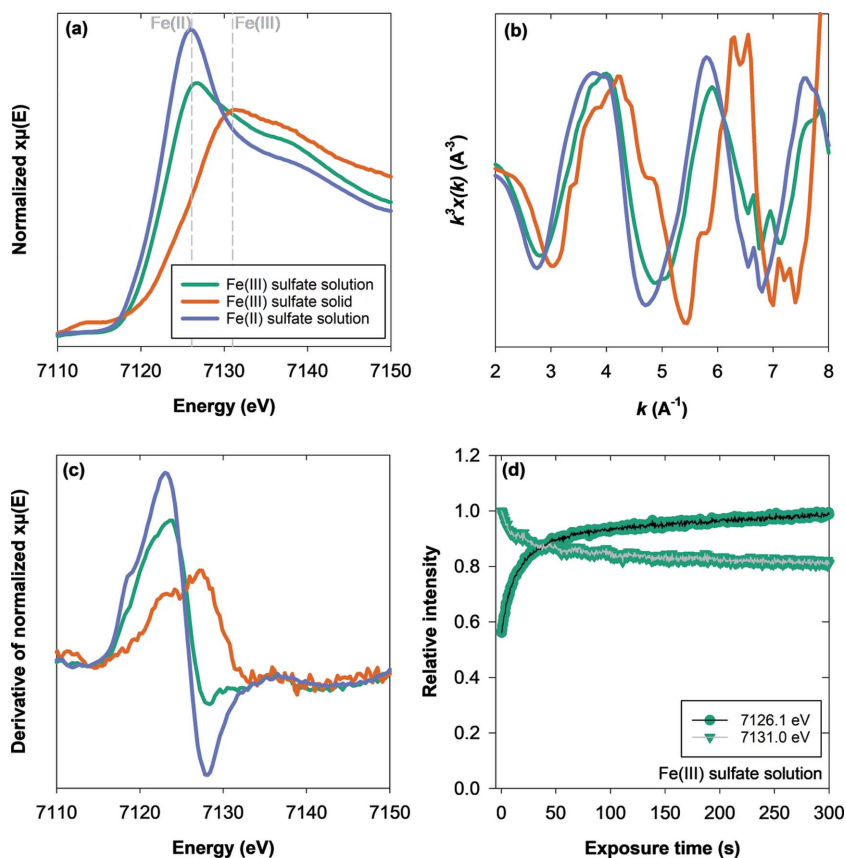 (a)
Fe(II)
Fe(III)
Normalized xμ(E)
Fe(III) sulfate solution
Fe(III) sulfate solid
Fe(II) sulfate solution
7110 7120 7130 7140 7150
Energy (eV)
(b)
k³x(k) (A⁻³)
2 3 4 5 6 7 8
k (A⁻¹)
(c)
Derivative of normalized xμ(E)
7110 7120 7130 7140 7150
Energy (eV)
(d)
Relative intensity
1.2
1.0
0.8
0.6
0.4
0.2
0.0
7126.1 eV
7131.0 eV
Fe(III) sulfate solution
0 50 100 150 200 250 300
Exposure time (s)